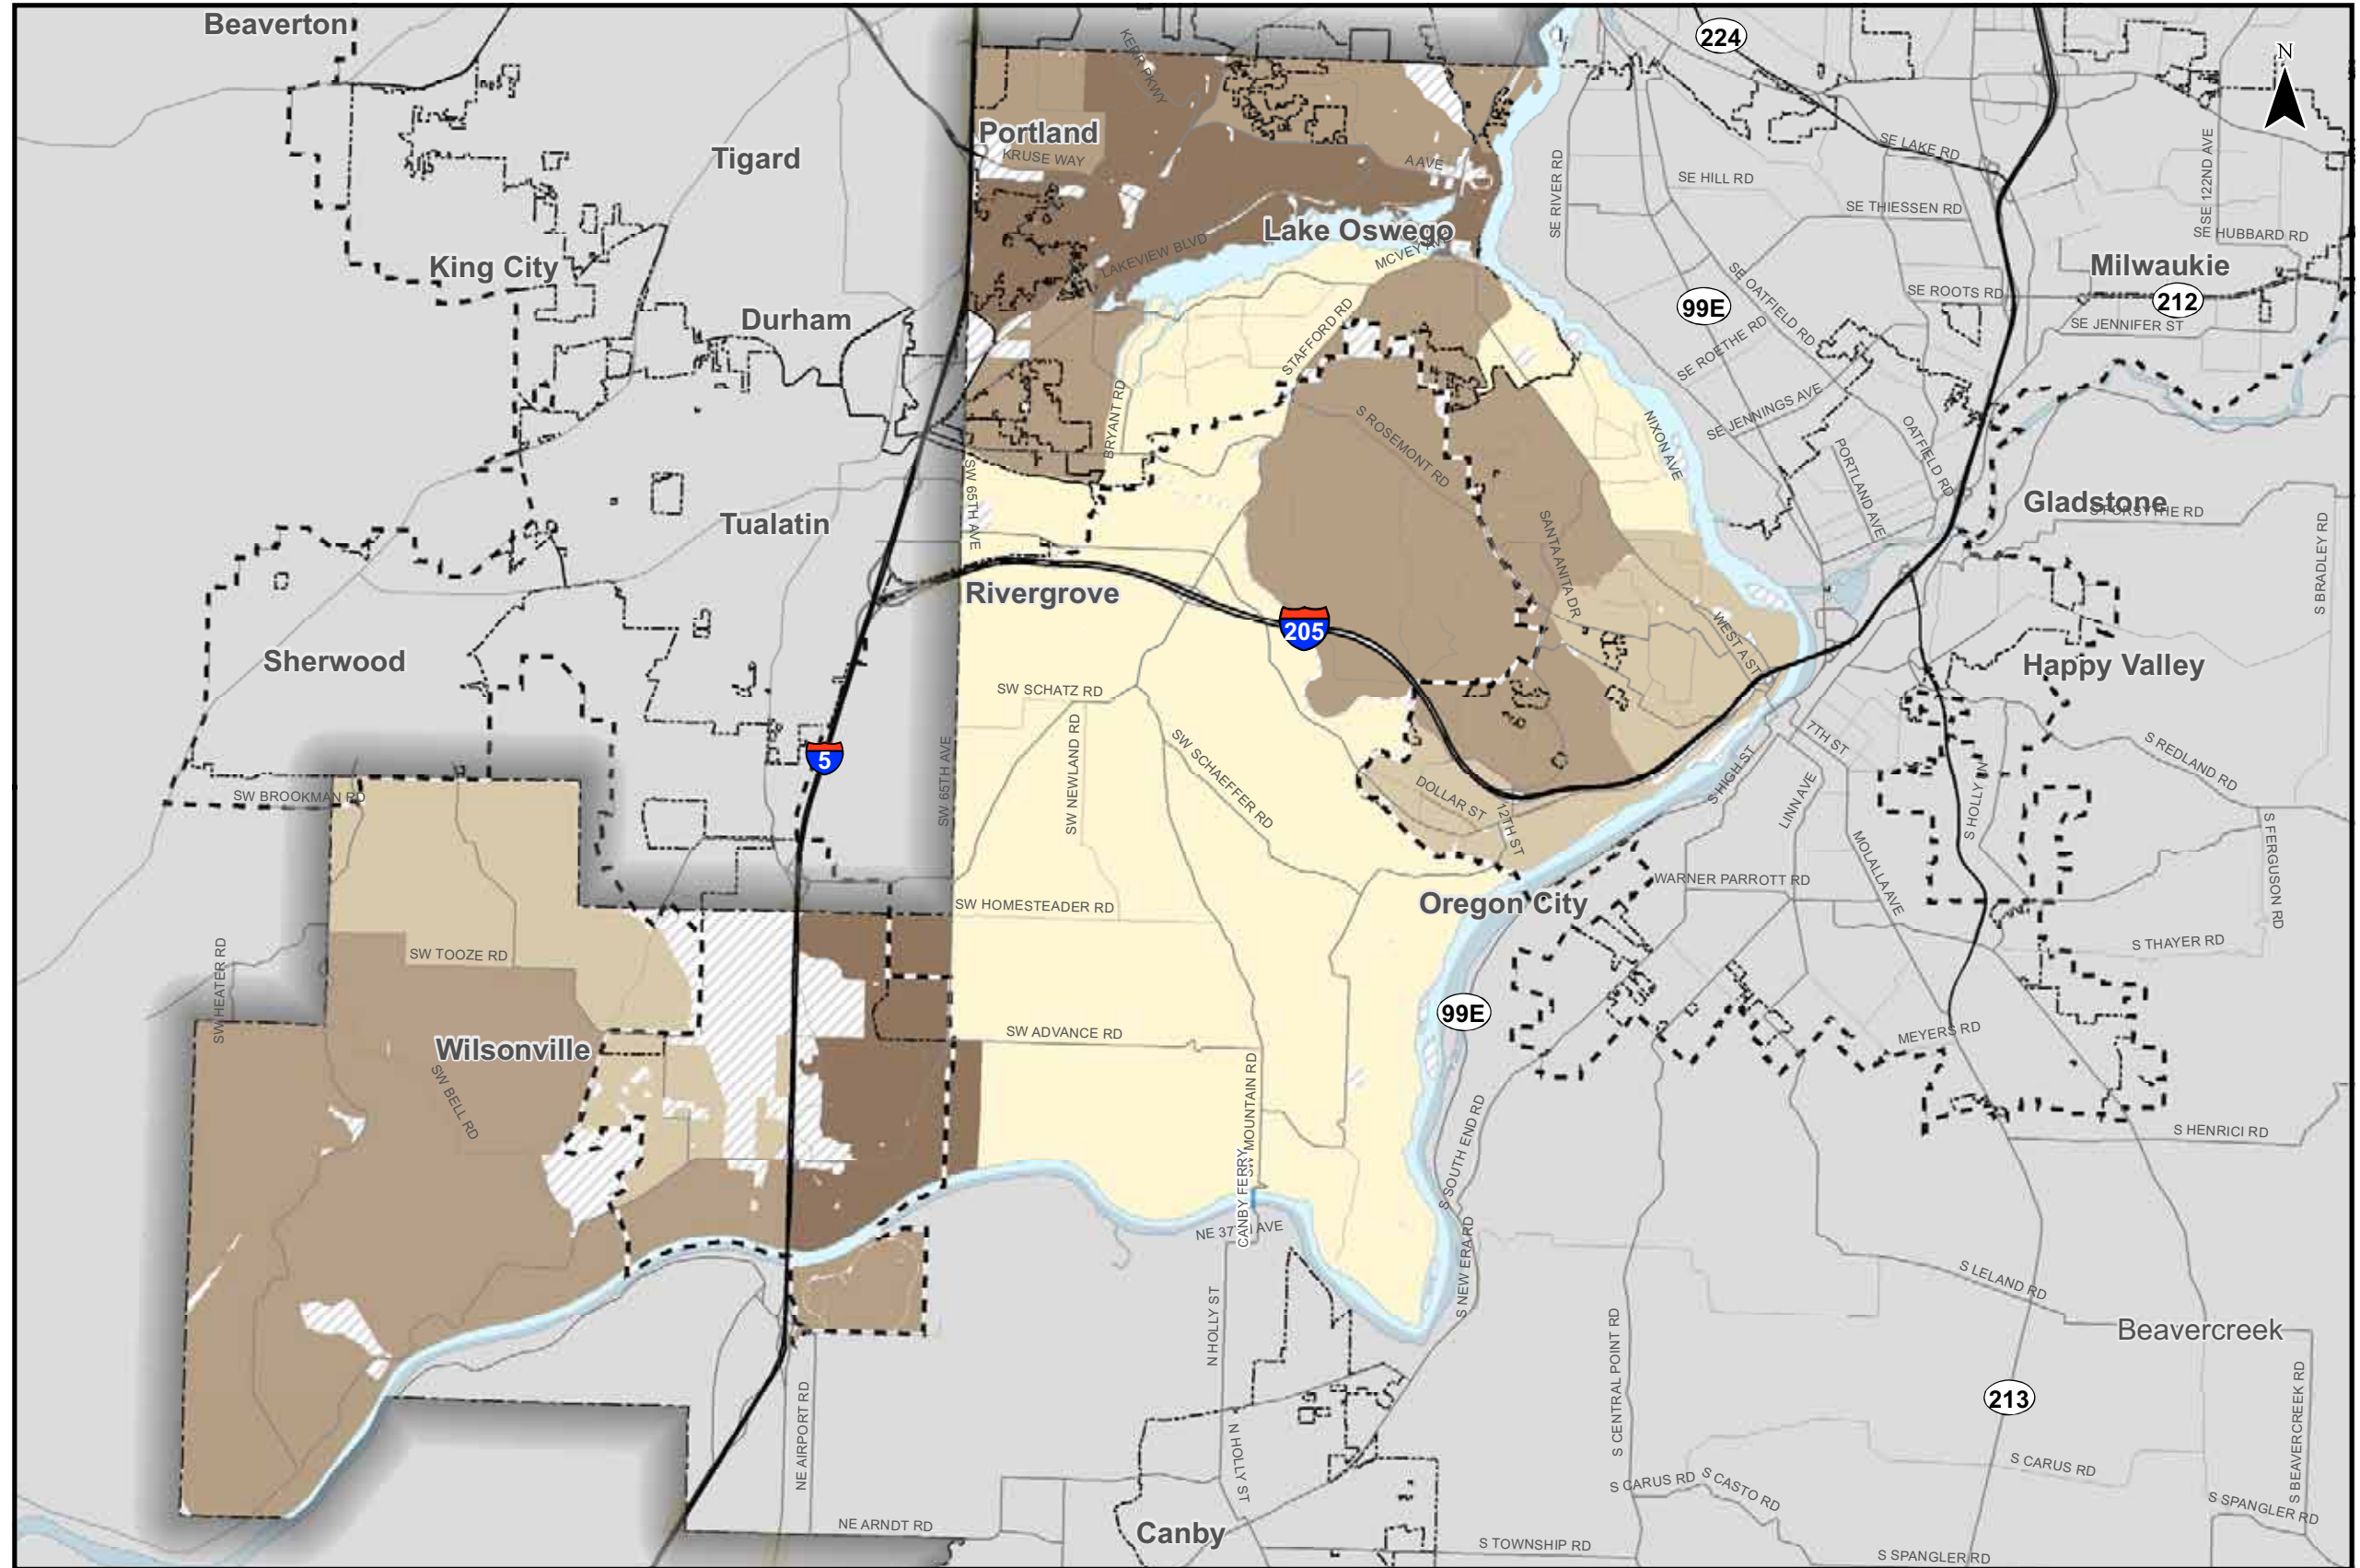 Beaverton
224
N
KERR PKWY
Portland
KRUSE WAY
Tigard
A AVE
SE LAKE RD
SE 122ND AVE
SE RIVER RD
SE HILL RD
SE THIESSEN RD
SE HUBBARD RD
Lake Oswego
MCVEY AVE
LAKEVIEW BLVD
King City
Milwaukie
212
SE OATFIELD RD
SE ROOTS RD
99E
SE JENNIFER ST
Durham
S STAFFORD RD
SE ROETHE RD
BRYANT RD
SE JENNINGS AVE
S ROSEMONT RD
NIXON AVE
OATFIELD RD
PORTLAND AVE
SW 65TH AVE
Gladstone
S FORSYTHE RD
Tualatin
SANTA ANITA DR
S BRADLEY RD
Rivergrove
205
WEST A ST
Sherwood
Happy Valley
SW SCHATZ RD
SW NEWLAND RD
SW SCHAEFFER RD
7TH ST
S REDLAND RD
5
SW 65TH AVE
S HIGH ST
LINN AVE
S HOLLY LN
SW BROOKMAN RD
DOLLAR ST
12TH ST
S FERGUSON RD
MOLALLA AVE
WARNER PARROTT RD
Oregon City
SW HOMESTEADER RD
S THAYER RD
SW TOOZE RD
SW HEATER RD
99E
SW ADVANCE RD
MEYERS RD
Wilsonville
SW BELL RD
SW MOUNTAIN RD
S HENRICI RD
S SOUTH END RD
CANBY FERRY
NE 37TH AVE
S NEW ERA RD
S LELAND RD
N HOLLY ST
S CENTRAL POINT RD
Beavercreek
S BEAVERCREEK RD
213
NE AIRPORT RD
N HOLLY ST
S CARUS RD
S CARUS RD
S CASTO RD
S SPANGLER RD
NE ARNDT RD
Canby
S TOWNSHIP RD
S SPANGLER RD